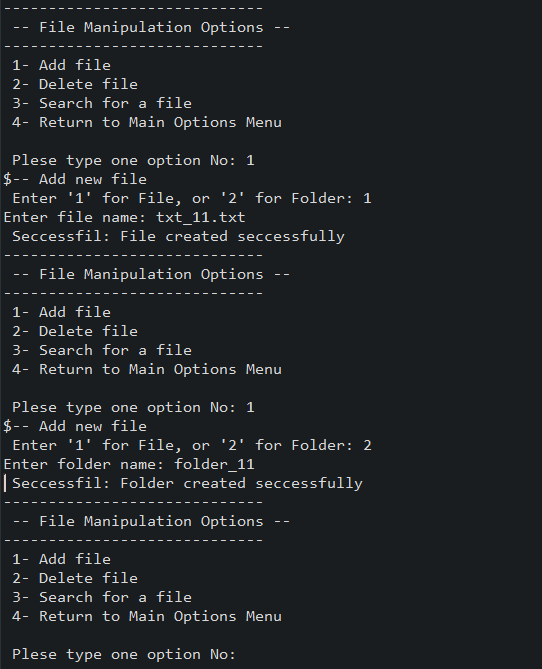 -----------------------------
-- File Manipulation Options --
-----------------------------
1- Add file
2- Delete file
3- Search for a file
4- Return to Main Options Menu
Plese type one option No: 1
$-- Add new file
Enter '1' for File, or '2' for Folder: 1
Enter file name: txt_11.txt
Seccessfil: File created seccessfully
-----------------------------
-- File Manipulation Options --
-----------------------------
1- Add file
2- Delete file
3- Search for a file
4- Return to Main Options Menu
Plese type one option No: 1
$-- Add new file
Enter '1' for File, or '2' for Folder: 2
Enter folder name: folder_11
Seccessfil: Folder created seccessfully
-----------------------------
-- File Manipulation Options --
-----------------------------
1- Add file
2- Delete file
3- Search for a file
4- Return to Main Options Menu
Plese type one option No: